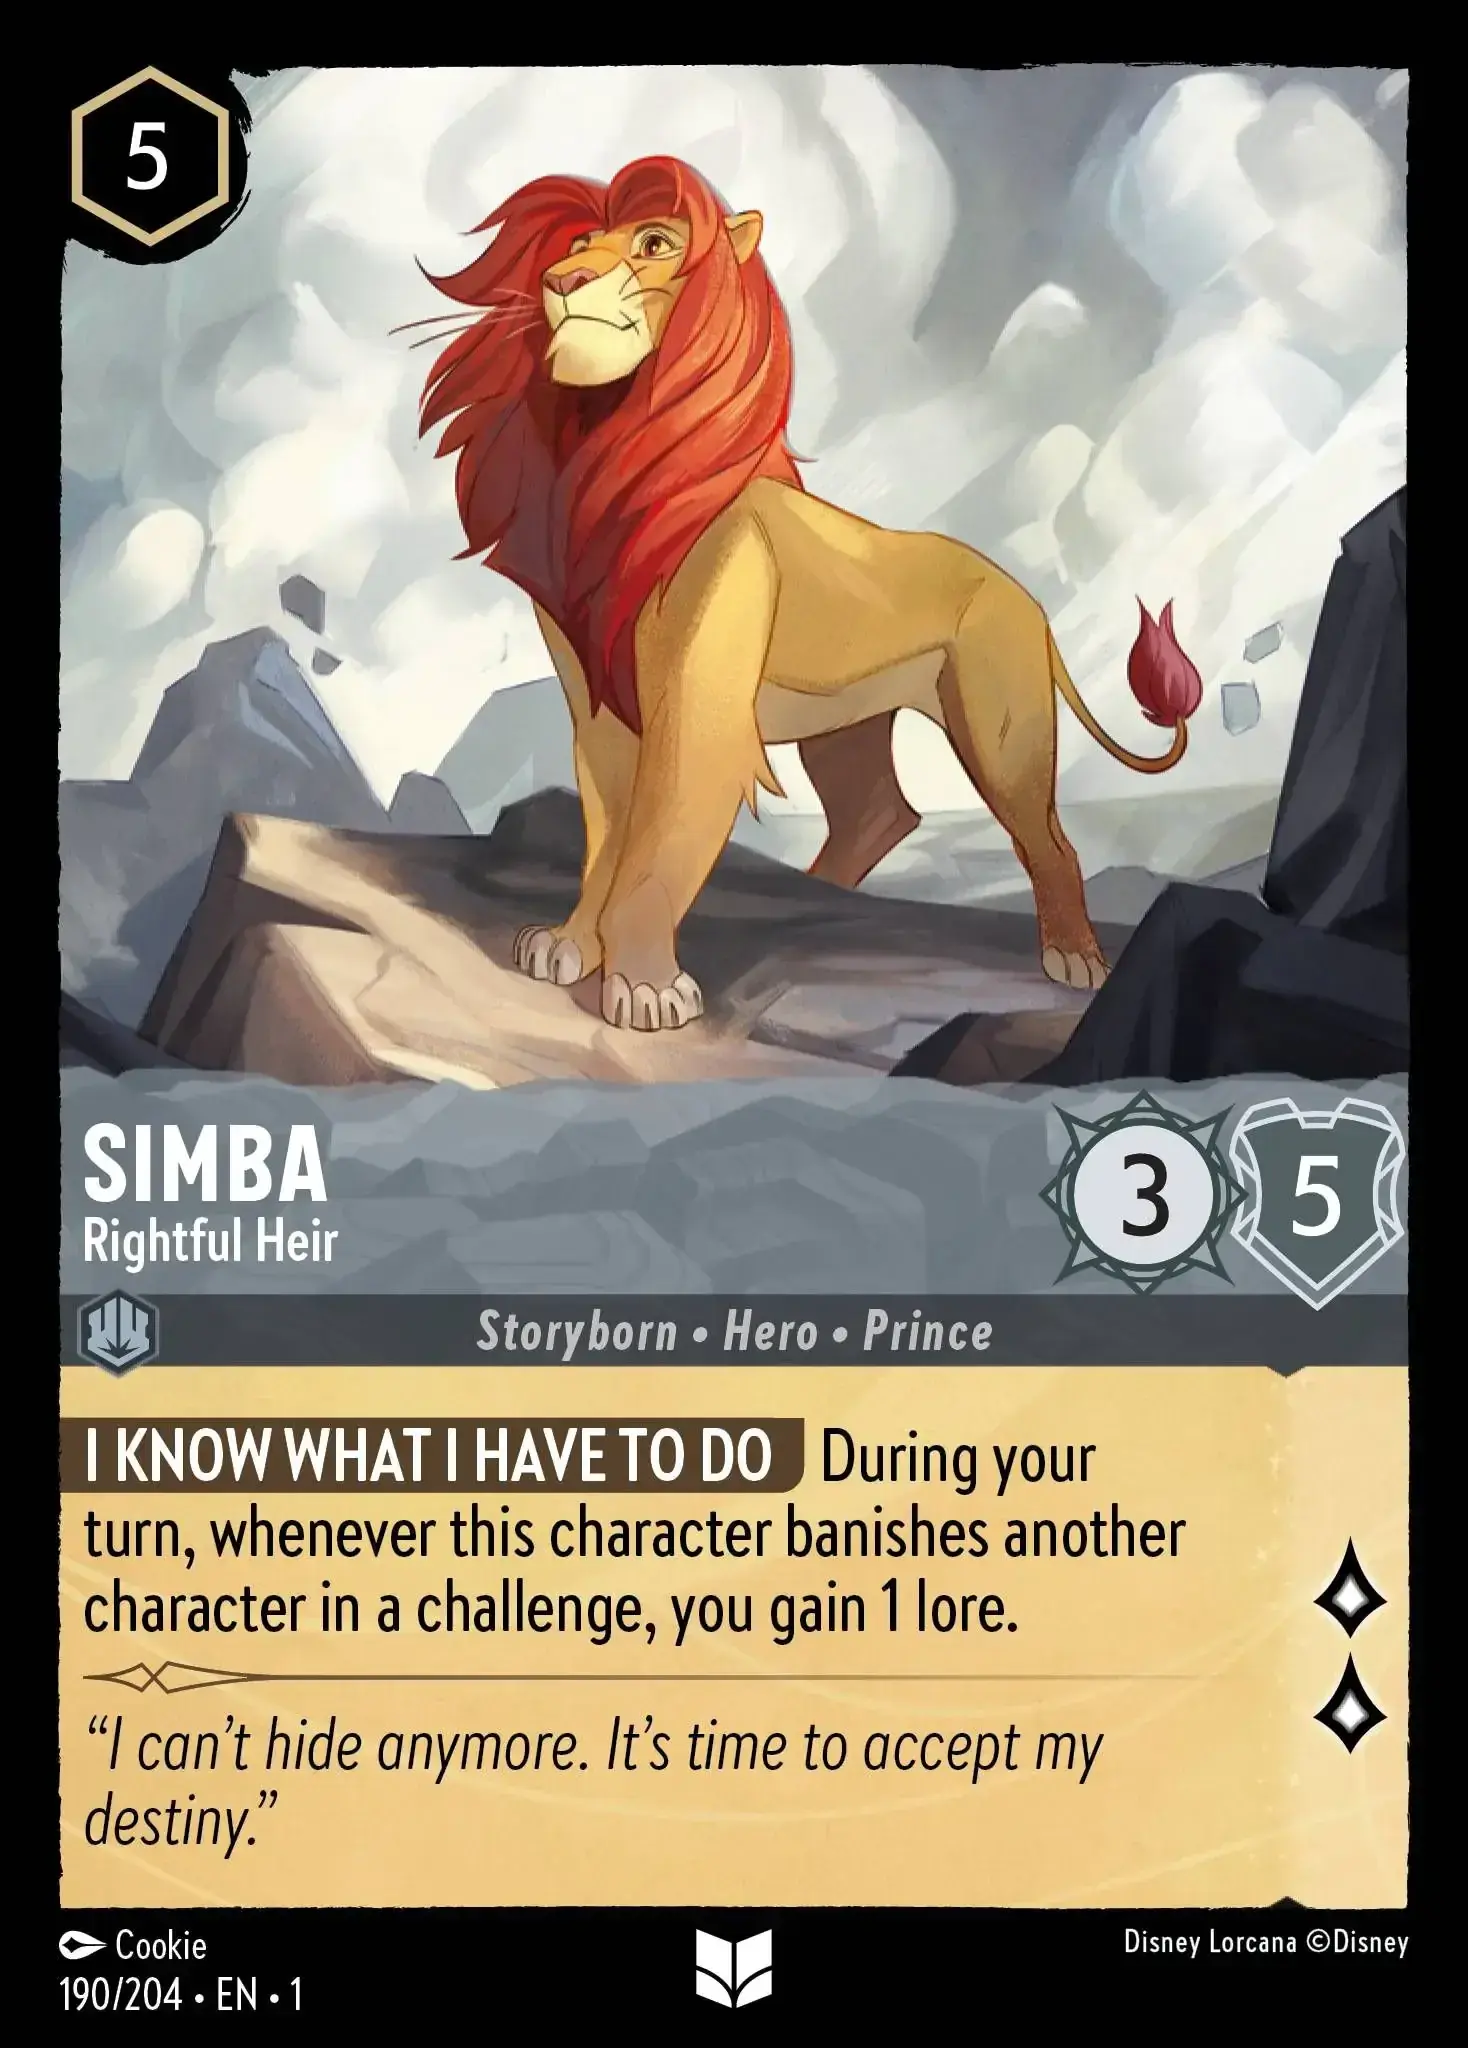 5
SIMBA
Rightful Heir
3
5
Storyborn • Hero • Prince
I KNOW WHAT I HAVE TO DO During your
turn, whenever this character banishes another
character in a challenge, you gain 1 lore.
“I can’t hide anymore. It’s time to accept my
destiny.”
Cookie
Disney Lorcana ©Disney
190/204 • EN • 1